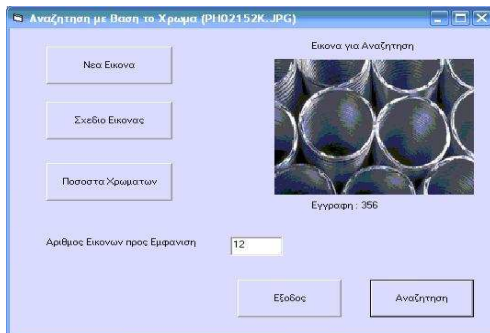 Αναζητηση με Βαση το Χρωμα (PH02152K.JPG)
Νεα Εικονα
Εικονα για Αναζητηση
Σχεδιο Εικονας
Ποσοστα Χρωματων
Εγγραφη : 356
Αριθμος Εικονων προς Εμφανιση
12
Εξοδος
Αναζητηση